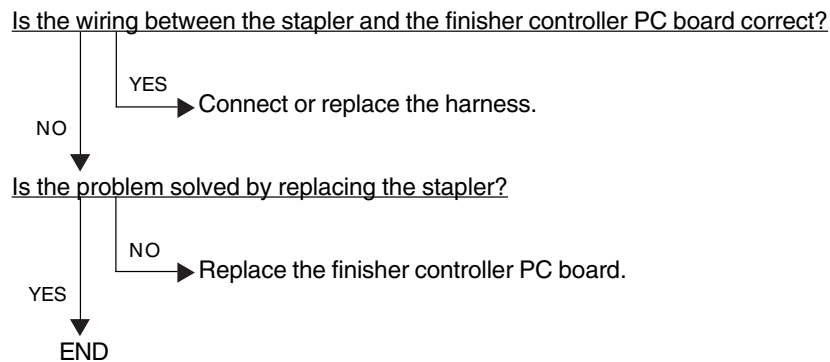 Is the wiring between the stapler and the finisher controller PC board correct?
YES
Connect or replace the harness.
NO
Is the problem solved by replacing the stapler?
NO
Replace the finisher controller PC board.
YES
END